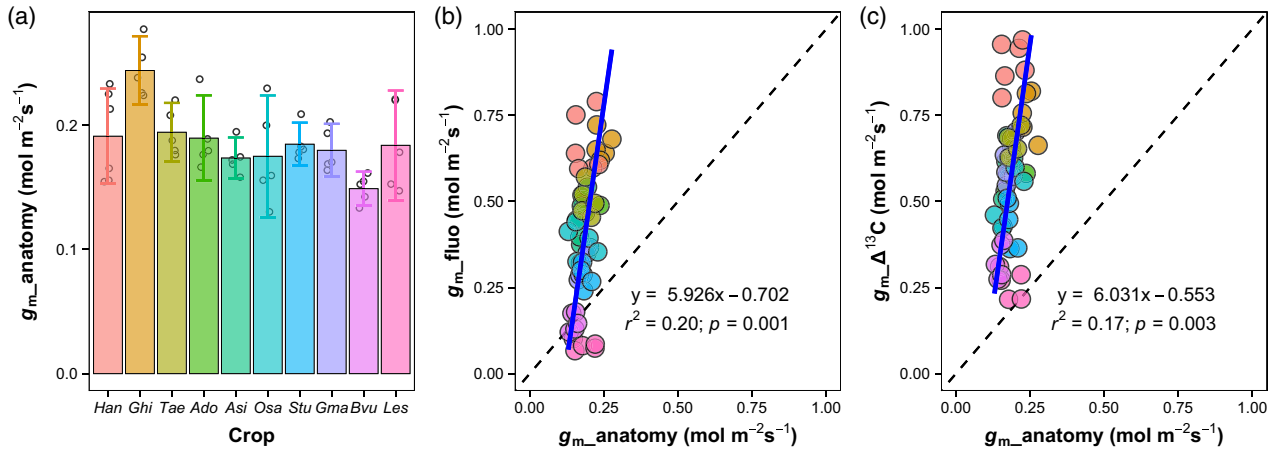 (a)
g_m_anatomy (mol m⁻²s⁻¹)
0.2
0.1
0.0
Han Ghi Tae Ado Asi Osa Stu Gma Bvu Les
Crop
(b)
g_m_fluo (mol m⁻²s⁻¹)
1.00
0.75
0.50
0.25
0.00
y = 5.926x − 0.702
r² = 0.20; p = 0.001
0.00 0.25 0.50 0.75 1.00
g_m_anatomy (mol m⁻²s⁻¹)
(c)
g_m_Δ¹³C (mol m⁻²s⁻¹)
1.00
0.75
0.50
0.25
0.00
y = 6.031x − 0.553
r² = 0.17; p = 0.003
0.00 0.25 0.50 0.75 1.00
g_m_anatomy (mol m⁻²s⁻¹)